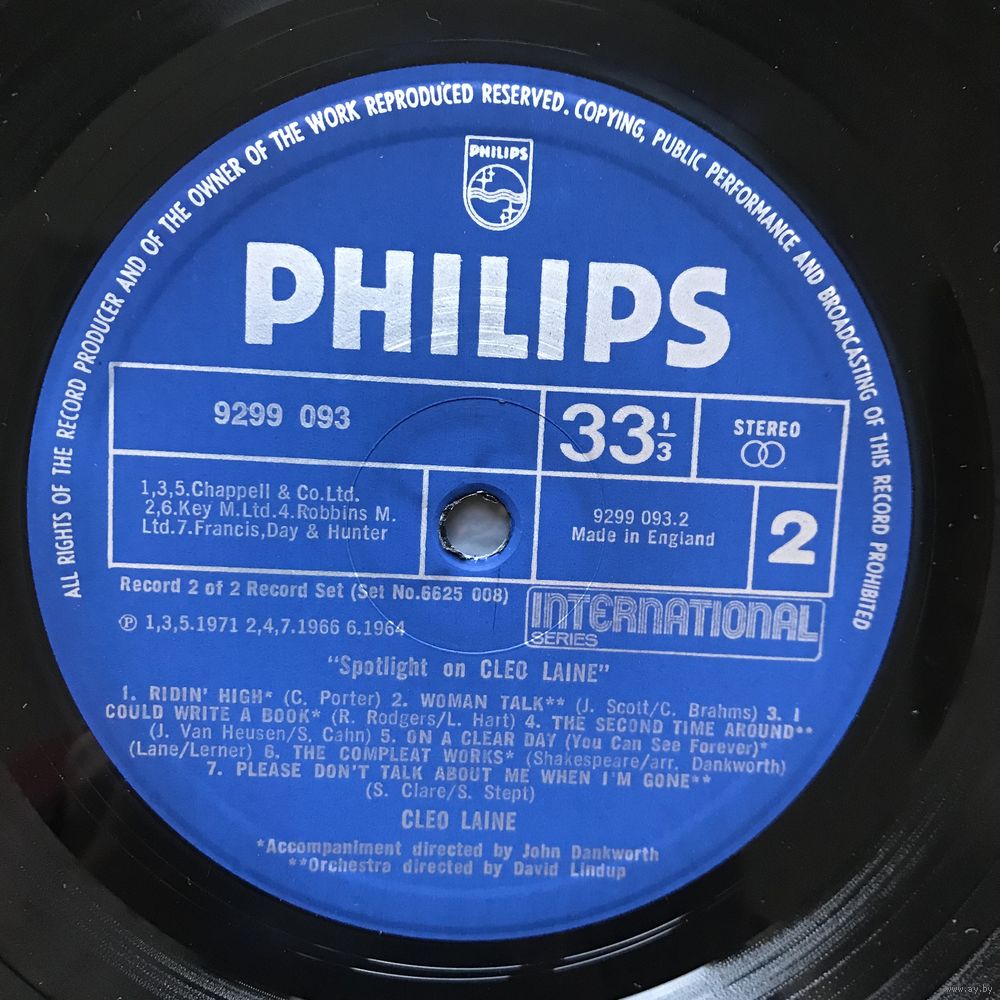 ALL RIGHTS OF THE RECORD PRODUCER AND OF THE OWNER OF THE WORK REPRODUCED RESERVED. COPYING, PUBLIC PERFORMANCE AND BROADCASTING OF THIS RECORD PROHIBITED
PHILIPS
PHILIPS
9299 093
33 1/3
STEREO
1,3,5.Chappell & Co.Ltd.
2,6.Key M.Ltd.4.Robbins M.
Ltd.7.Francis,Day & Hunter
9299 093.2
Made in England
2
Record 2 of 2 Record Set (Set No.6625 008)
INTERNATIONAL
SERIES
℗ 1,3,5.1971 2,4,7.1966 6.1964
"Spotlight on CLEO LAINE"
1. RIDIN' HIGH* (C. Porter) 2. WOMAN TALK** (J. Scott/C. Brahms) 3. I
COULD WRITE A BOOK* (R. Rodgers/L. Hart) 4. THE SECOND TIME AROUND**
(J. Van Heusen/S. Cahn) 5. ON A CLEAR DAY (You Can See Forever)*
(Lane/Lerner) 6. THE COMPLEAT WORKS* (Shakespeare/arr. Dankworth)
7. PLEASE DON'T TALK ABOUT ME WHEN I'M GONE**
(S. Clare/S. Stept)
CLEO LAINE
*Accompaniment directed by John Dankworth
**Orchestra directed by David Lindup
www.ay.by